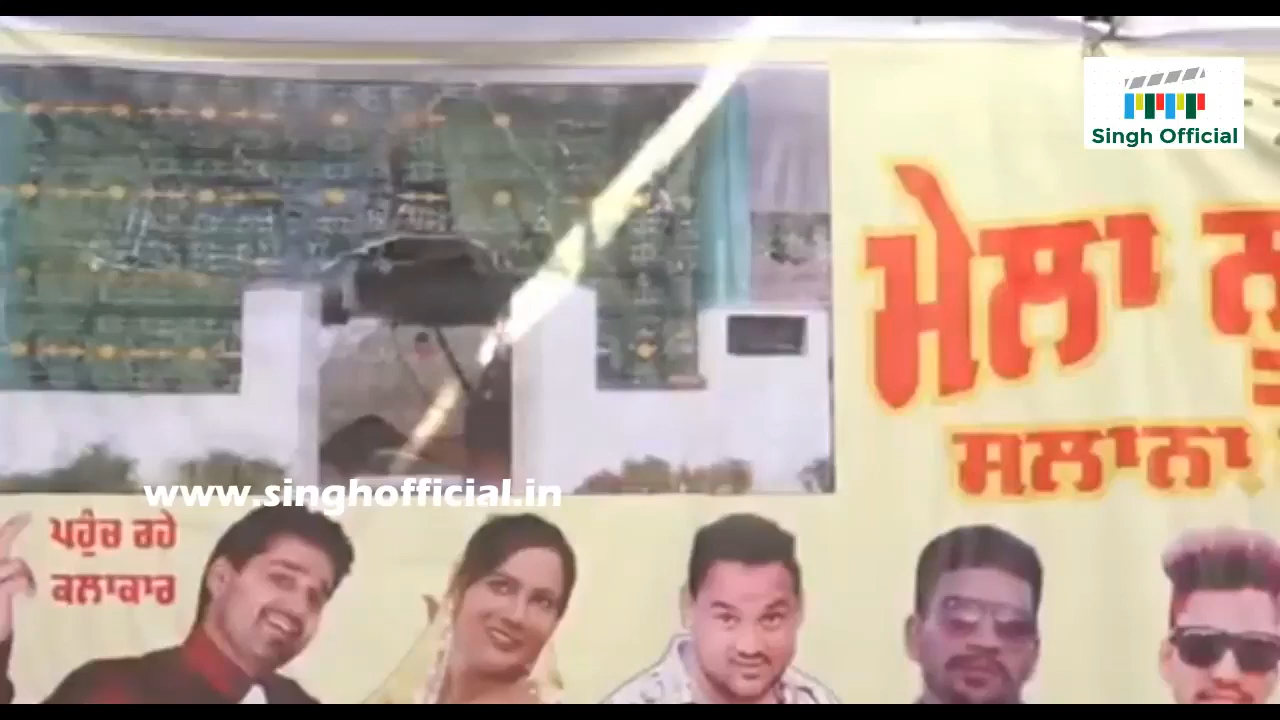 Singh Official
ਮੇਲਾ
ਸਲਾਨਾ
www.singhofficial.in
ਪਹੁੰਚ ਰਹੇ
ਕਲਾਕਾਰ